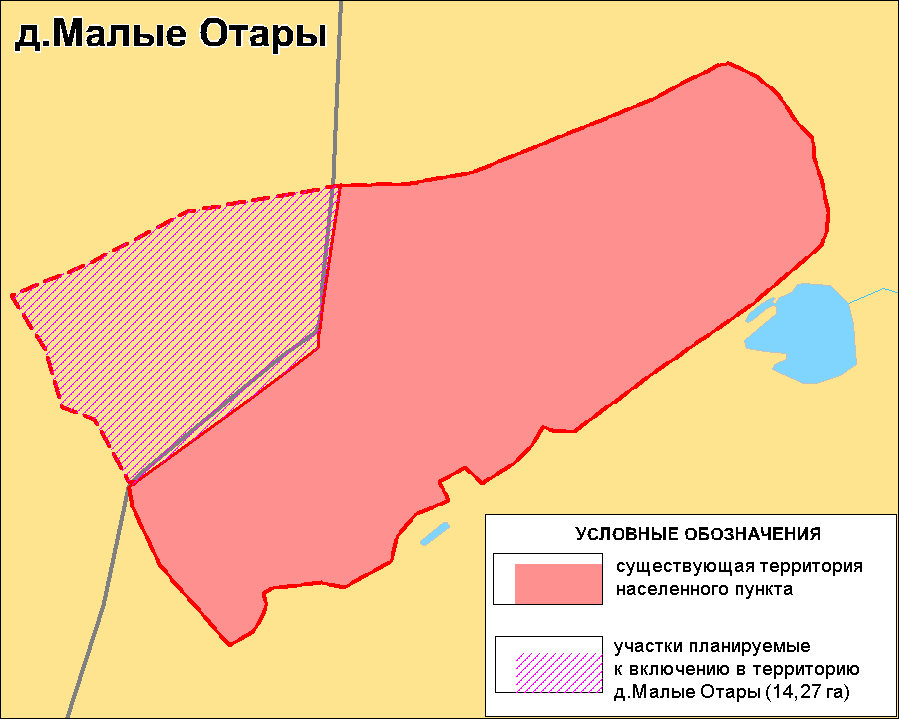 д.Малые Отары
УСЛОВНЫЕ ОБОЗНАЧЕНИЯ
существующая территория
населенного пункта
участки планируемые
к включению в территорию
д.Малые Отары (14,27 га)